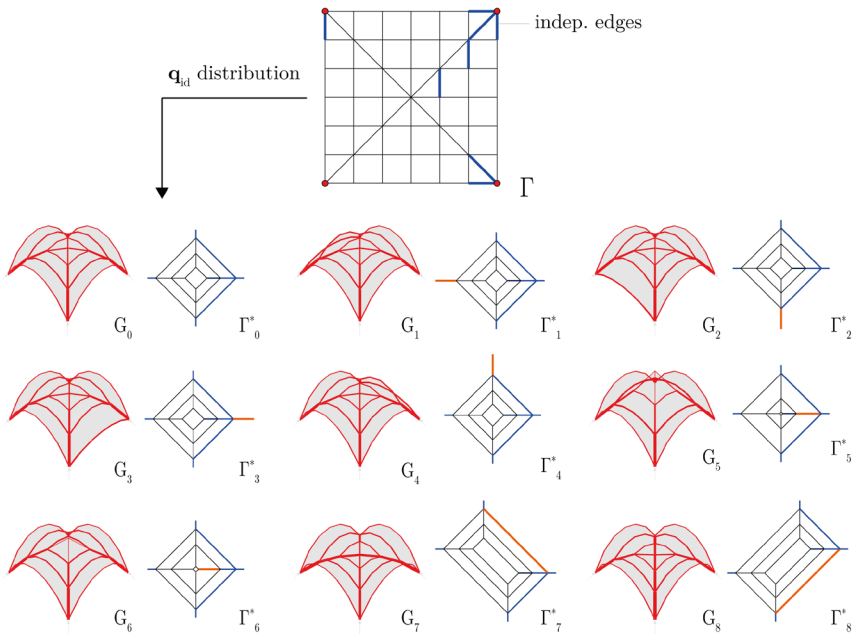 indep. edges
q_id distribution
Γ
G_0 Γ*_0 G_1 Γ*_1 G_2 Γ*_2
G_3 Γ*_3 G_4 Γ*_4 G_5 Γ*_5
G_6 Γ*_6 G_7 Γ*_7 G_8 Γ*_8